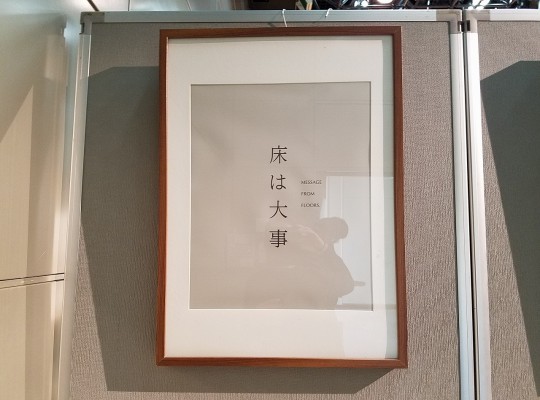 床は大事
MESSAGE
FROM
FLOORS.